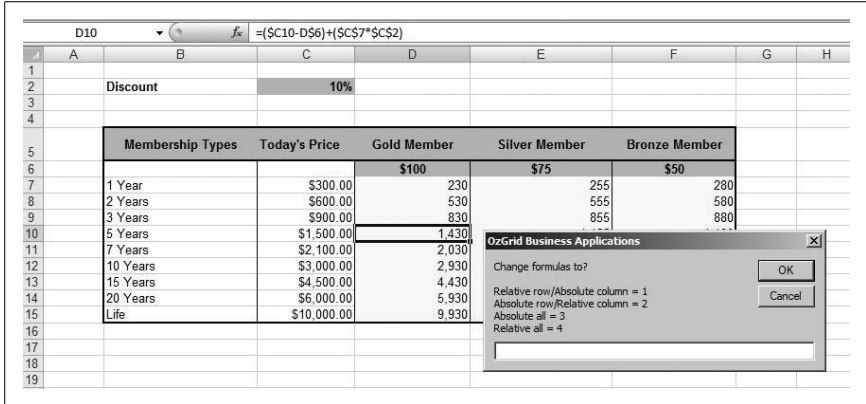 D10 fx =($C10-D$6)+($C$7*$C$2)
A B C D E F G H
1
2 Discount 10%
3
4
5 Membership Types Today's Price Gold Member Silver Member Bronze Member
6 $100 $75 $50
7 1 Year $300.00 230 255 280
8 2 Years $600.00 530 555 580
9 3 Years $900.00 830 855 880
10 5 Years $1,500.00 1,430
11 7 Years $2,100.00 2,030
12 10 Years $3,000.00 2,930
13 15 Years $4,500.00 4,430
14 20 Years $6,000.00 5,930
15 Life $10,000.00 9,930
16
17
18
19
OzGrid Business Applications
Change formulas to?
OK
Relative row/Absolute column = 1
Absolute row/Relative column = 2
Cancel
Absolute all = 3
Relative all = 4